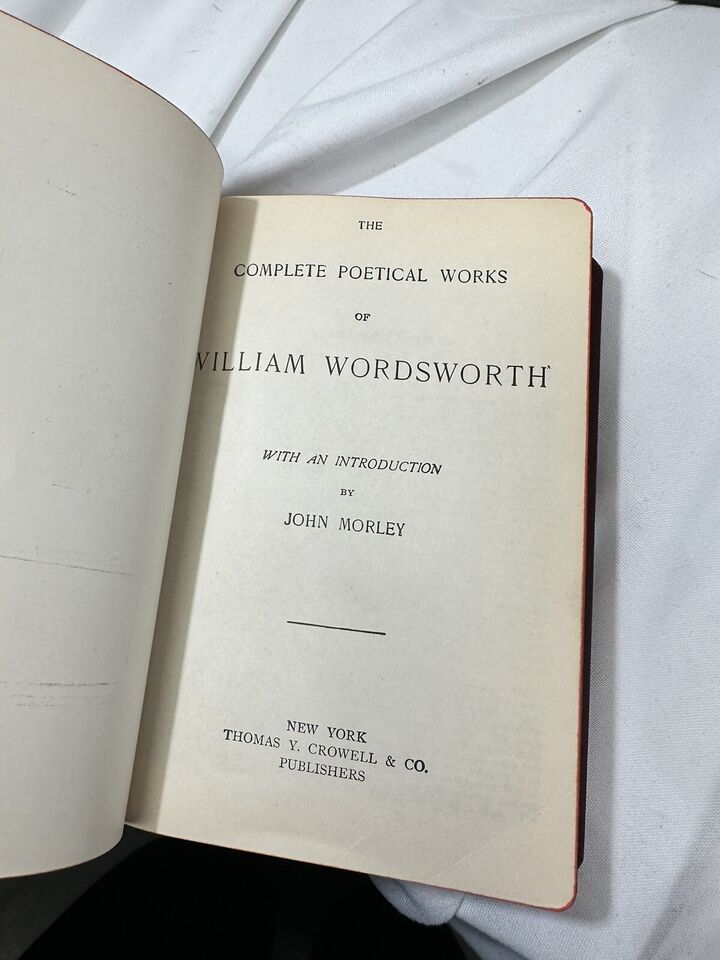 THE
COMPLETE POETICAL WORKS
OF
WILLIAM WORDSWORTH
WITH AN INTRODUCTION
BY
JOHN MORLEY
NEW YORK
THOMAS Y. CROWELL & CO.
PUBLISHERS